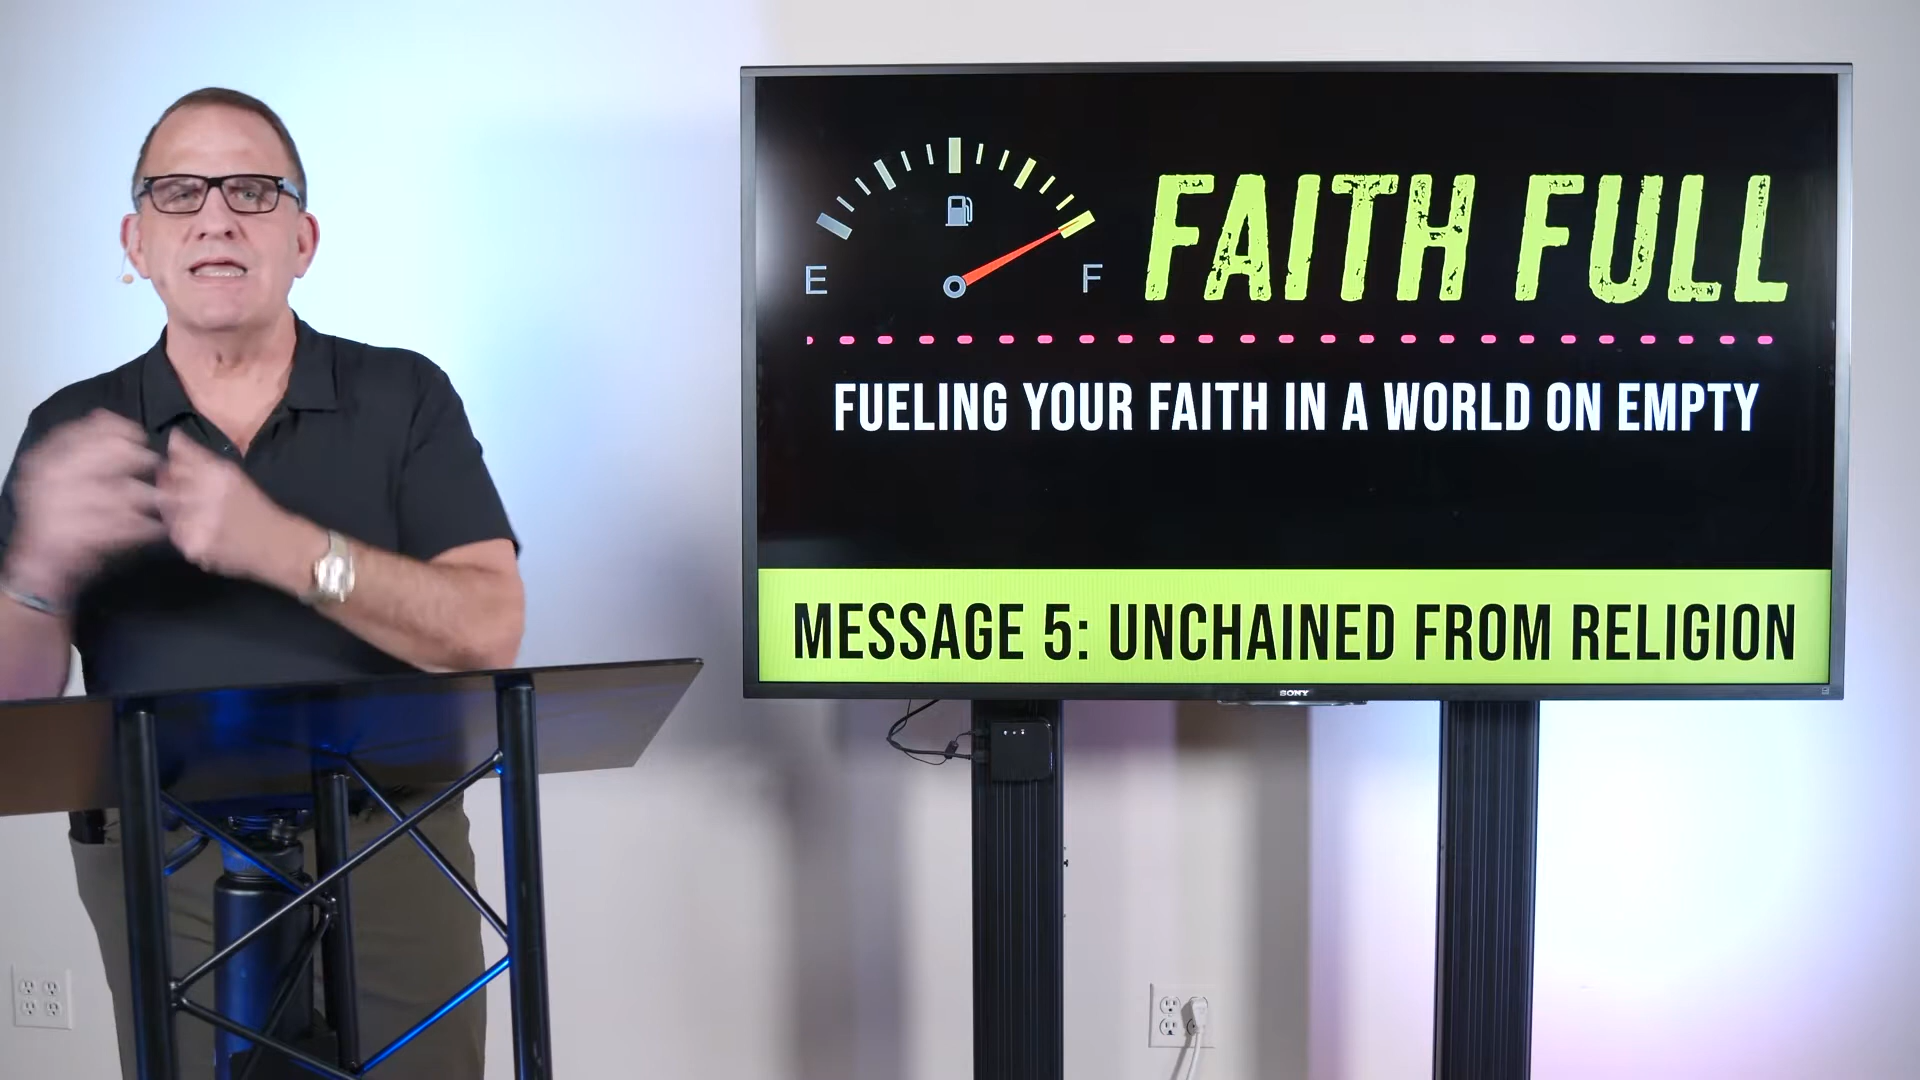 FAITH FULL
E
F
FUELING YOUR FAITH IN A WORLD ON EMPTY
MESSAGE 5: UNCHAINED FROM RELIGION
SONY